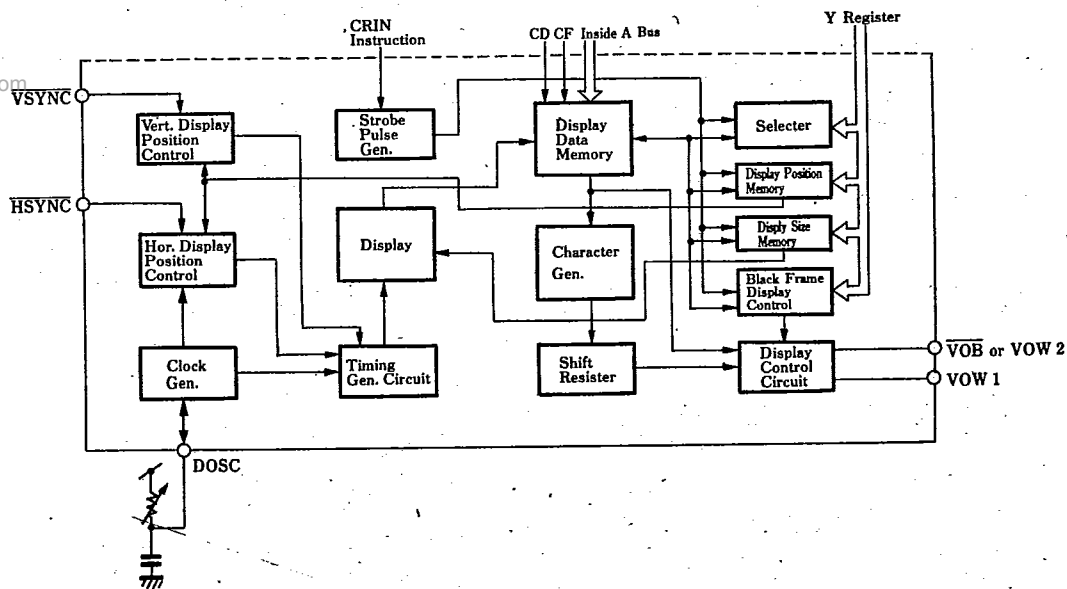 Y Register
CRIN
Instruction
CD CF Inside A Bus
om
VSYNC
Vert. Display
Position
Control
Strobe
Pulse
Gen.
Display
Data
Memory
Selecter
Display Position
Memory
HSYNC
Hor. Display
Position
Control
Display
Character
Gen.
Disply Size
Memory
Black Frame
Display
Control
Clock
Gen.
Timing
Gen. Circuit
Shift
Resister
Display
Control
Circuit
VOB or VOW 2
VOW 1
DOSC